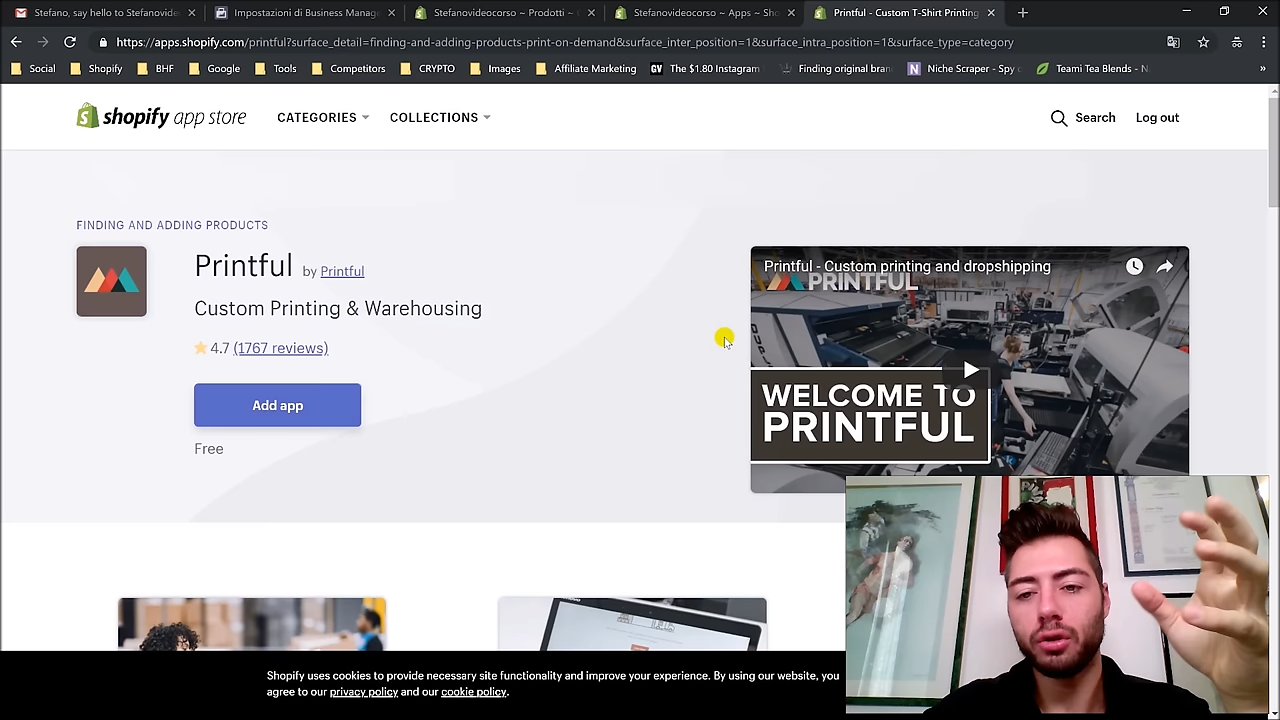 Stefano, say hello to Stefanovide
Impostazioni di Business Manage
Stefanovideocorso ~ Prodotti ~
Stefanovideocorso ~ Apps ~ Sho
Printful - Custom T-Shirt Printing
https://apps.shopify.com/printful?surface_detail=finding-and-adding-products-print-on-demand&surface_inter_position=1&surface_intra_position=1&surface_type=category
Social
Shopify
BHF
Google
Tools
Competitors
CRYPTO
Images
Affiliate Marketing
GV The $1.80 Instagram
Finding original bran
N Niche Scraper - Spy
Teami Tea Blends - N
»
shopify app store
CATEGORIES
COLLECTIONS
Search
Log out
FINDING AND ADDING PRODUCTS
Printful by Printful
Custom Printing & Warehousing
4.7 (1767 reviews)
Add app
Free
Printful - Custom printing and dropshipping
PRINTFUL
WELCOME TO
PRINTFUL
Shopify uses cookies to provide necessary site functionality and improve your experience. By using our website, you
agree to our privacy policy and our cookie policy.